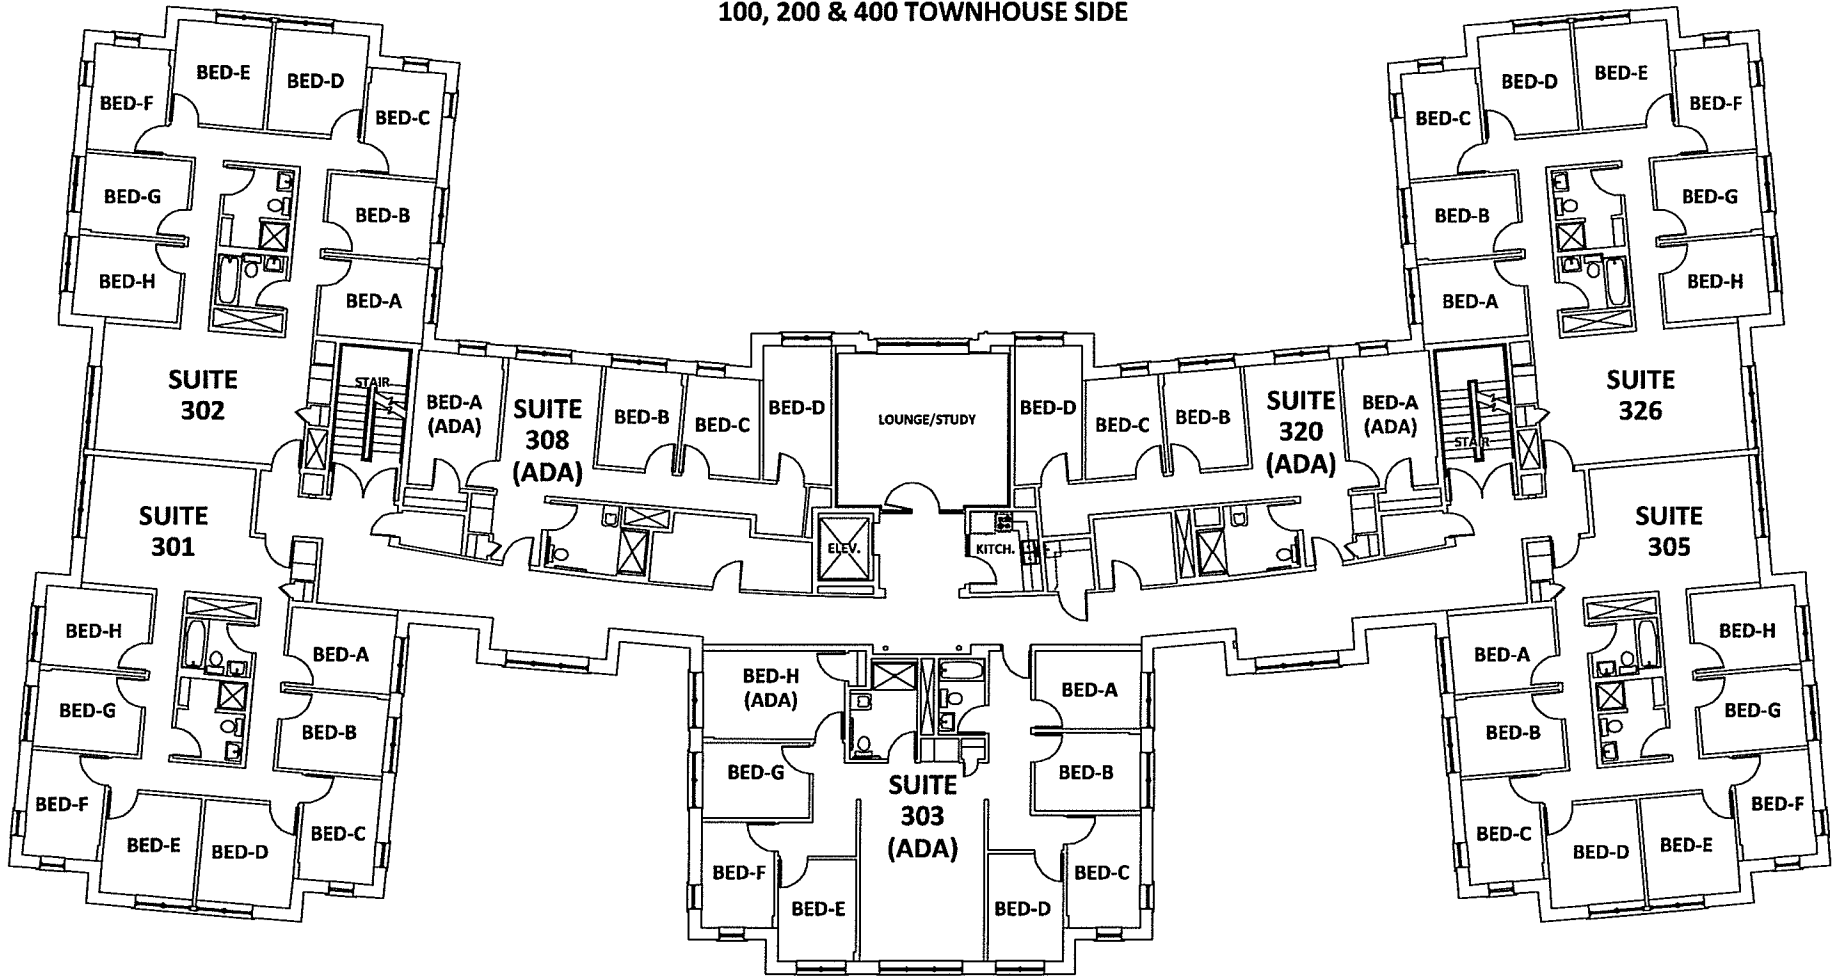 100, 200 & 400 TOWNHOUSE SIDE
BED-E
BED-D
BED-F
BED-C
BED-G
BED-B
BED-H
BED-A
SUITE
302
STAIR
BED-A
(ADA)
SUITE
308
(ADA)
BED-B
BED-C
BED-D
LOUNGE/STUDY
BED-D
BED-C
BED-B
SUITE
320
(ADA)
BED-A
(ADA)
STAIR
BED-D
BED-E
BED-C
BED-F
BED-B
BED-G
BED-A
BED-H
SUITE
326
SUITE
301
ELEV.
KITCH.
SUITE
305
BED-H
BED-A
BED-G
BED-B
BED-F
BED-C
BED-E
BED-D
BED-H
(ADA)
BED-A
BED-G
BED-B
SUITE
303
(ADA)
BED-F
BED-C
BED-E
BED-D
BED-A
BED-H
BED-B
BED-G
BED-C
BED-F
BED-D
BED-E